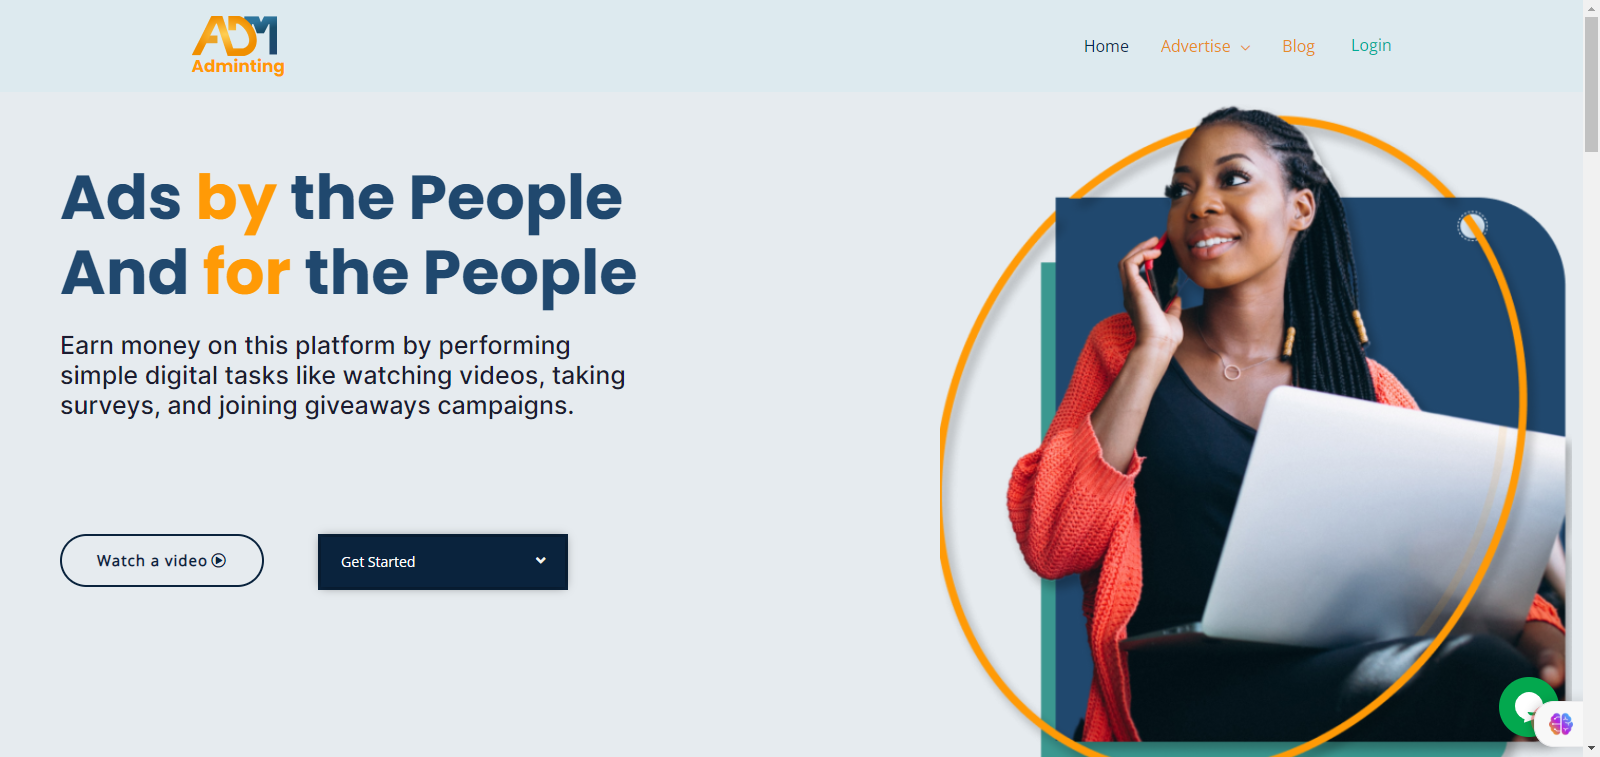 ADM
Adminting
Home
Advertise
Blog
Login
Ads by the People
And for the People
Earn money on this platform by performing
simple digital tasks like watching videos, taking
surveys, and joining giveaways campaigns.
Watch a video
Get Started